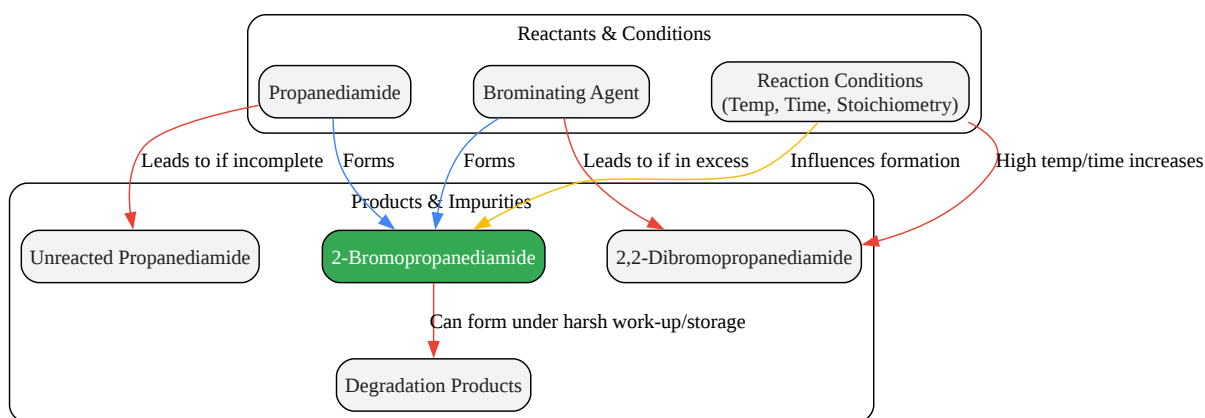 Reactants & Conditions
Propanediamide
Brominating Agent
Reaction Conditions
(Temp, Time, Stoichiometry)
Leads to if incomplete
Forms
Forms
Leads to if in excess
Influences formation
High temp/time increases
Products & Impurities
Unreacted Propanediamide
2-Bromopropanediamide
2,2-Dibromopropanediamide
Can form under harsh work-up/storage
Degradation Products